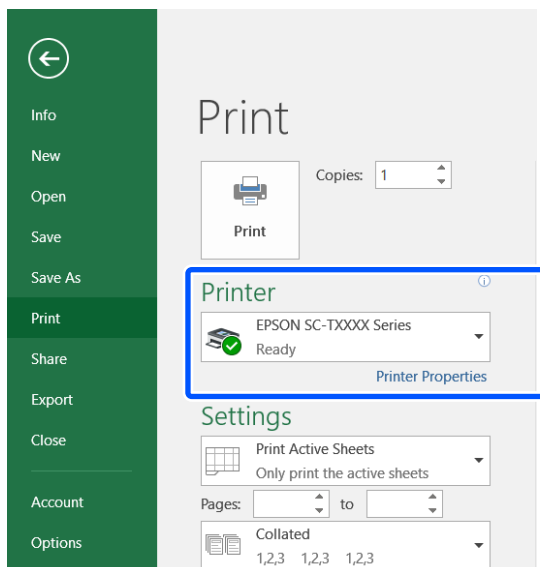 Info
New
Open
Save
Save As
Print
Share
Export
Close
Account
Options
Print
Copies: 1
Print
Printer
EPSON SC-TXXXX Series
Ready
Printer Properties
Settings
Print Active Sheets
Only print the active sheets
Pages: to
Collated
1,2,3 1,2,3 1,2,3